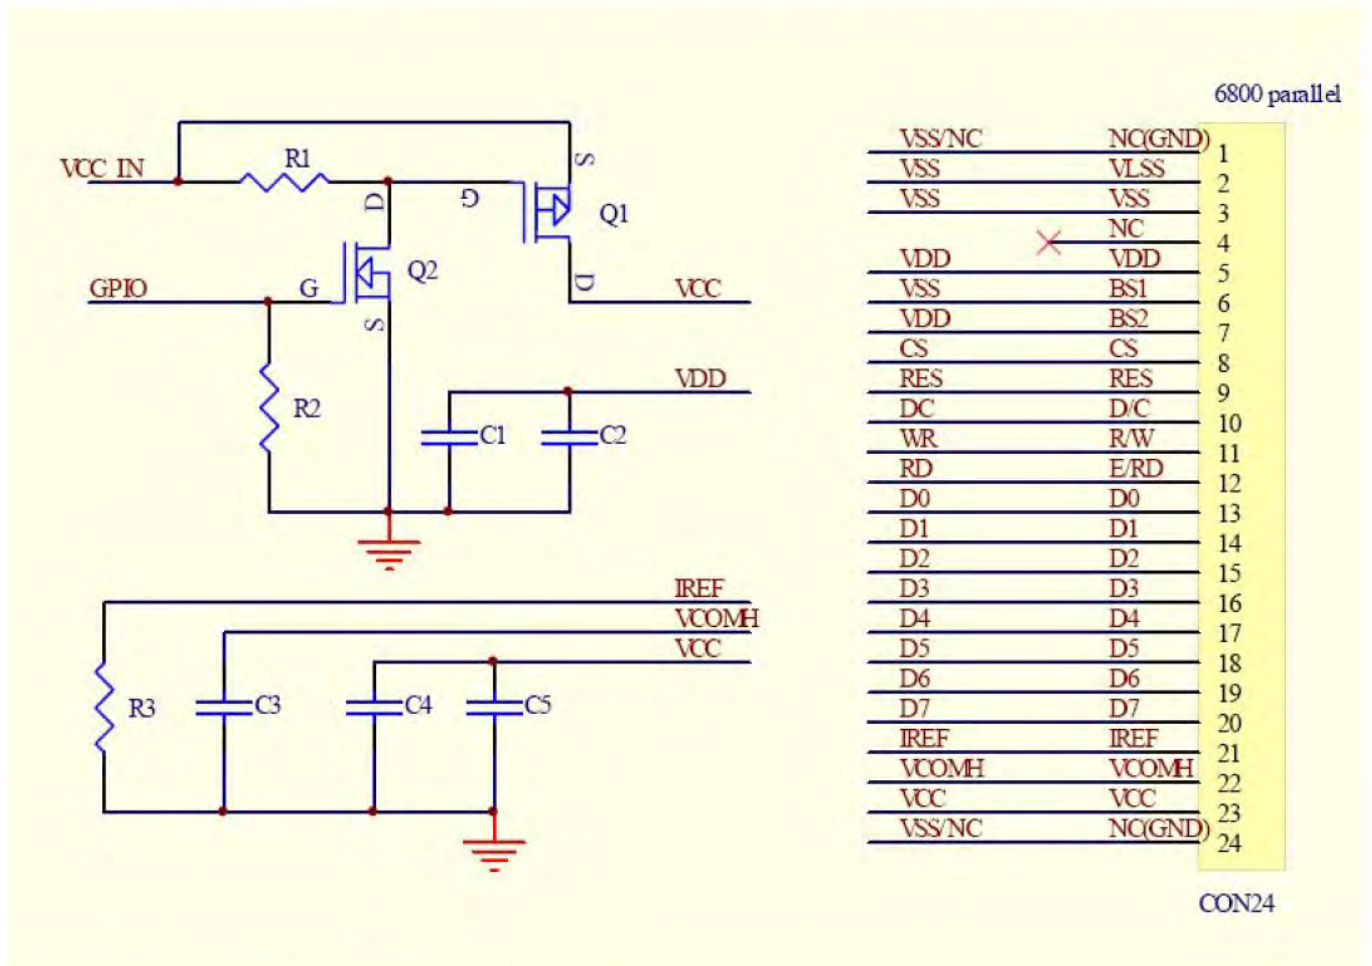 6800 parallel
VCC IN
R1
S
D
G
Q1
GPIO
G
Q2
S
D
VCC
R2
VDD
C1
C2
IREF
VCOMH
VCC
R3
C3
C4
C5
VSS/NC NC(GND) 1
VSS VLSS 2
VSS VSS 3
NC 4
VDD VDD 5
VSS BS1 6
VDD BS2 7
CS CS 8
RES RES 9
DC D/C 10
WR R/W 11
RD E/RD 12
D0 D0 13
D1 D1 14
D2 D2 15
D3 D3 16
D4 D4 17
D5 D5 18
D6 D6 19
D7 D7 20
IREF IREF 21
VCOMH VCOMH 22
VCC VCC 23
VSS/NC NC(GND) 24
CON24